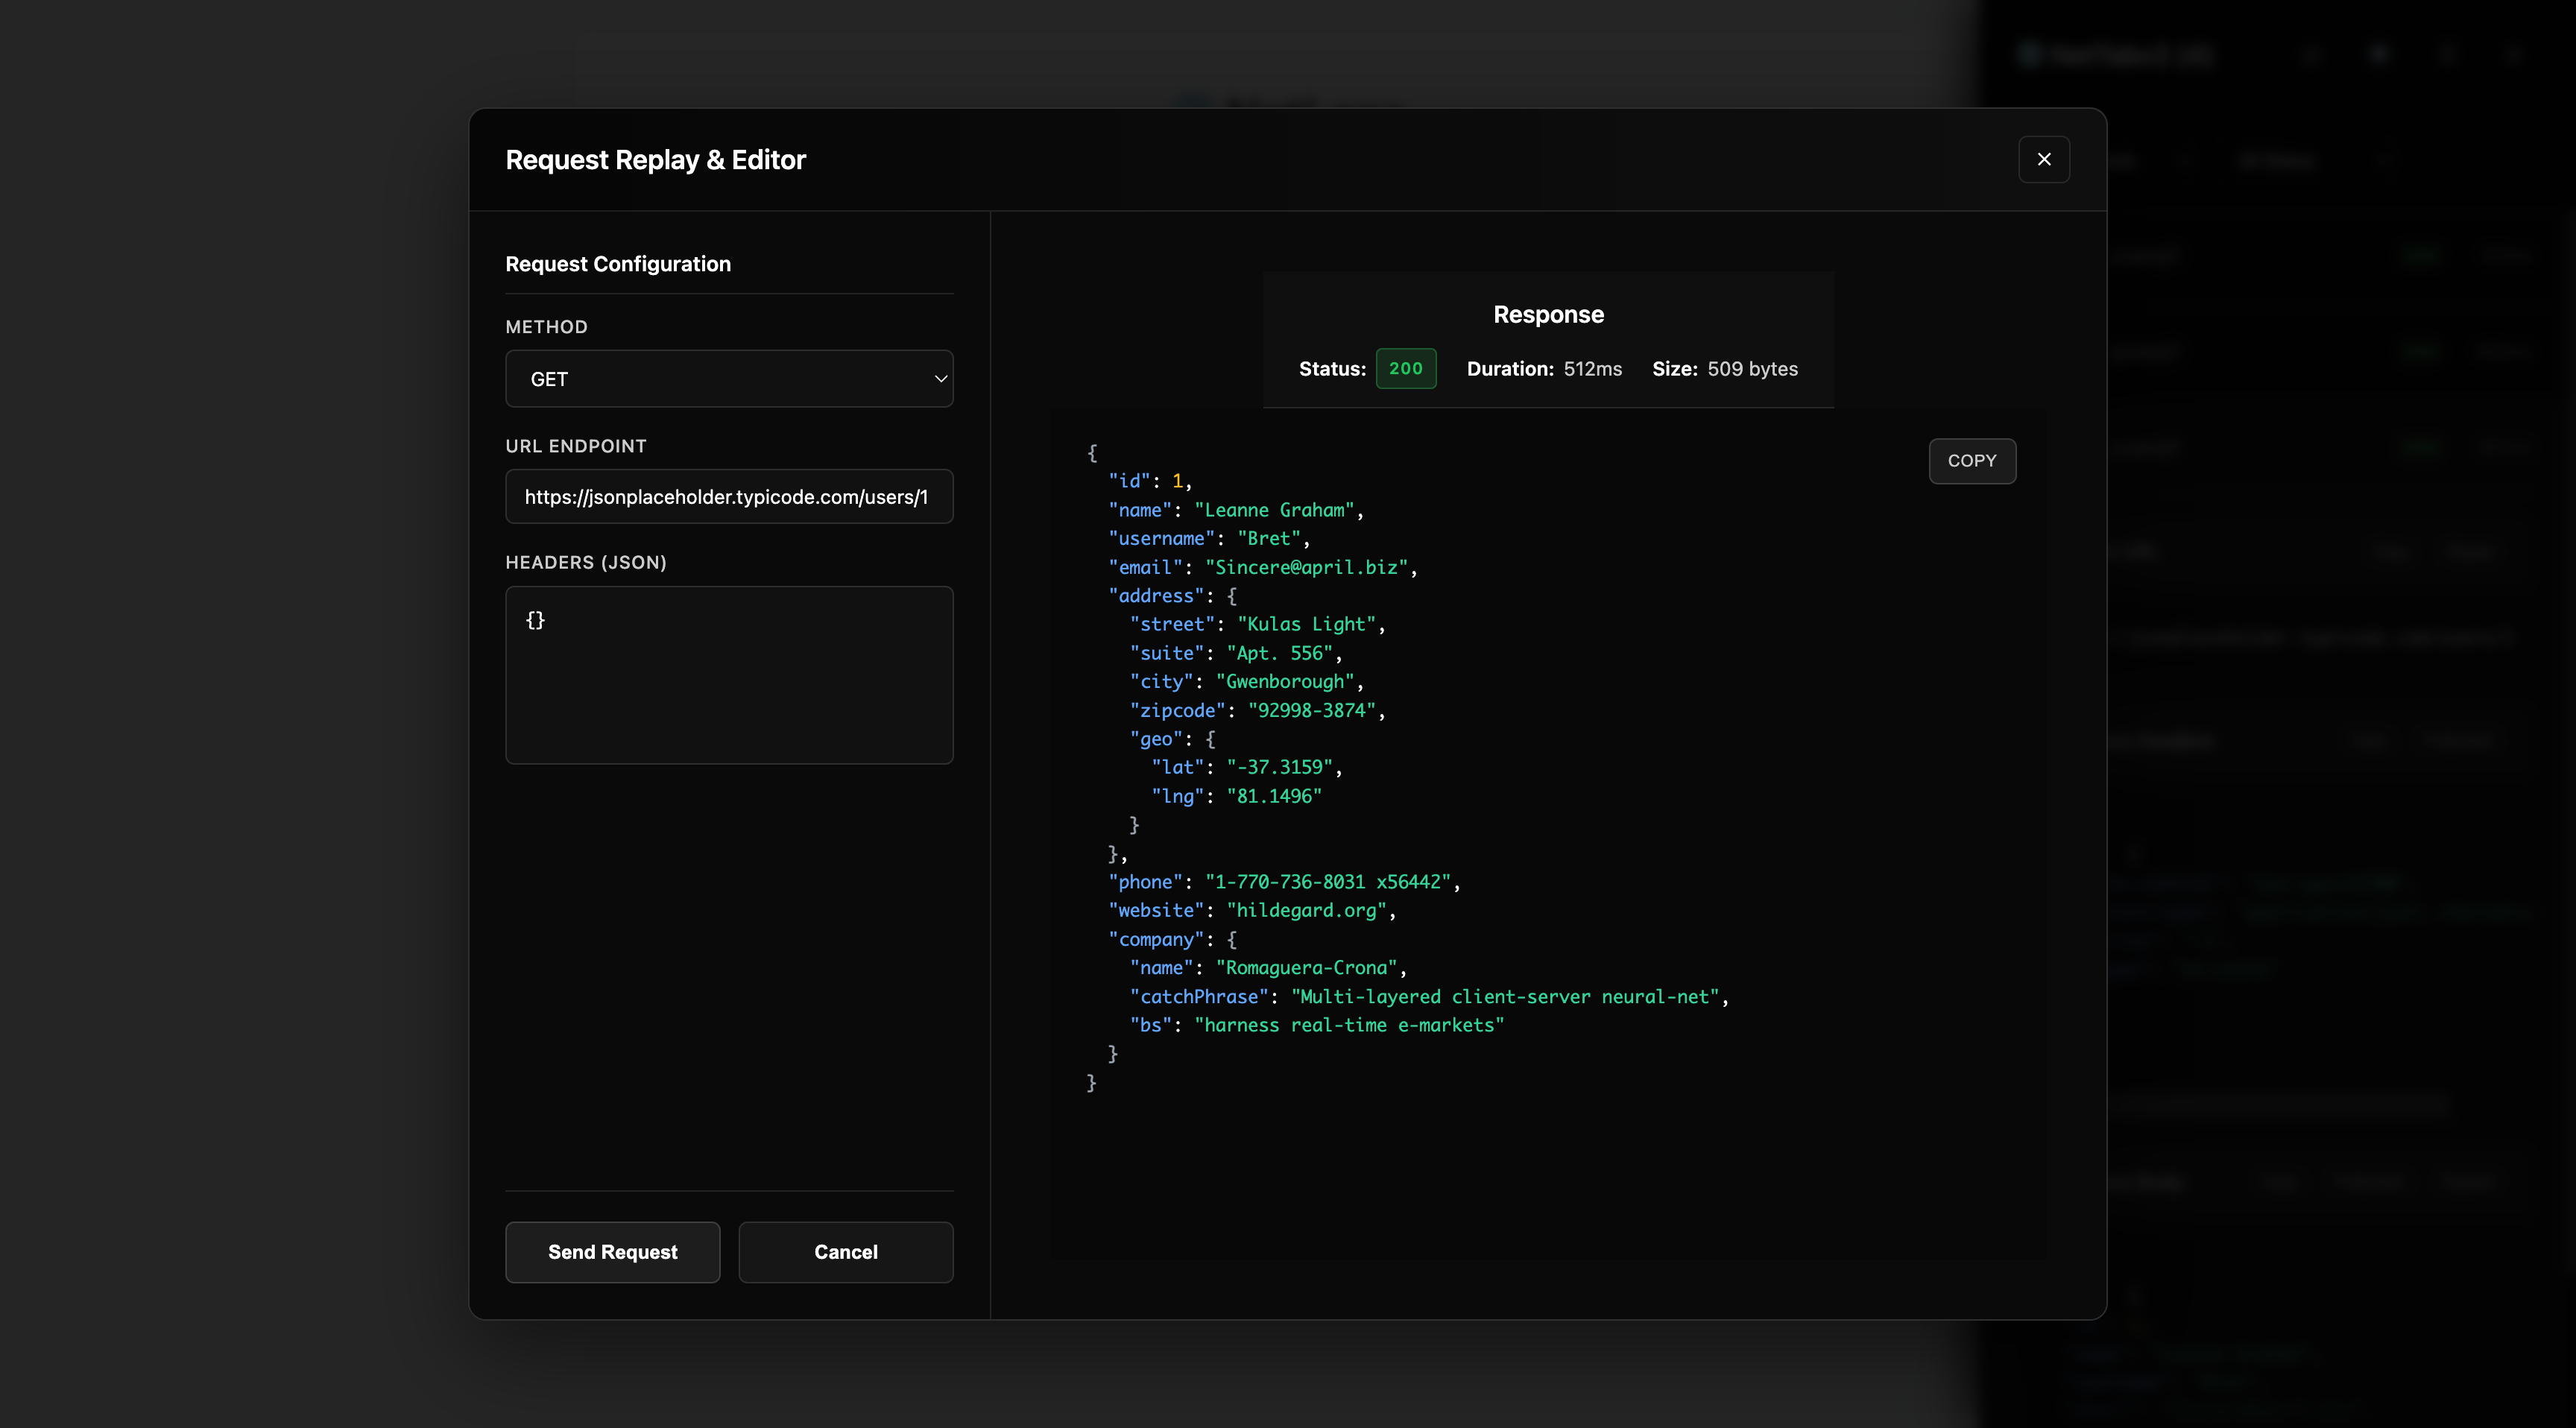 Request Replay & Editor
Request Configuration
METHOD
GET
URL ENDPOINT
https://jsonplaceholder.typicode.com/users/1
HEADERS (JSON)
{}
Send Request
Cancel
Response
Status: 200 Duration: 512ms Size: 509 bytes
COPY
{
  "id": 1,
  "name": "Leanne Graham",
  "username": "Bret",
  "email": "Sincere@april.biz",
  "address": {
    "street": "Kulas Light",
    "suite": "Apt. 556",
    "city": "Gwenborough",
    "zipcode": "92998-3874",
    "geo": {
      "lat": "-37.3159",
      "lng": "81.1496"
    }
  },
  "phone": "1-770-736-8031 x56442",
  "website": "hildegard.org",
  "company": {
    "name": "Romaguera-Crona",
    "catchPhrase": "Multi-layered client-server neural-net",
    "bs": "harness real-time e-markets"
  }
}